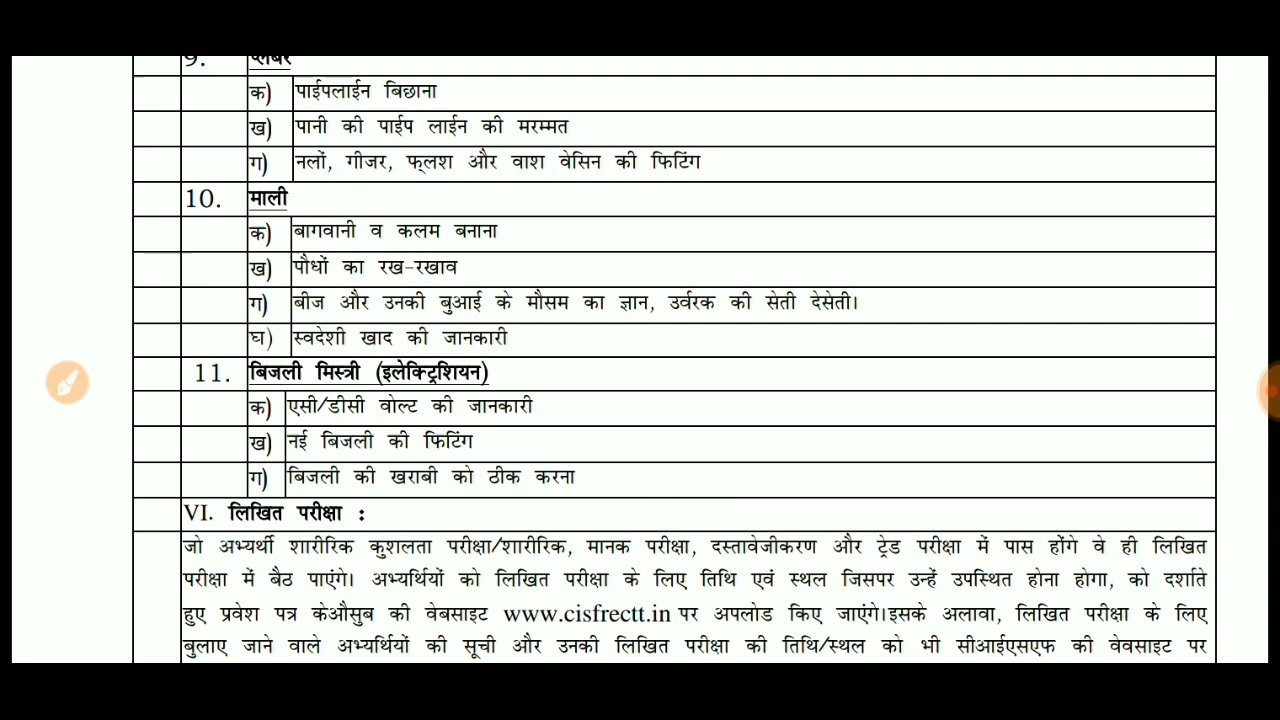 9. प्लंबर
क) पाईपलाईन बिछाना
ख) पानी की पाईप लाईन की मरम्मत
ग) नलों, गीजर, फ्लश और वाश वेसिन की फिटिंग
10. माली
क) बागवानी व कलम बनाना
ख) पौधों का रख-रखाव
ग) बीज और उनकी बुआई के मौसम का ज्ञान, उर्वरक की सेती देसेती।
घ) स्वदेशी खाद की जानकारी
11. बिजली मिस्त्री (इलेक्ट्रिशियन)
क) एसी/डीसी वोल्ट की जानकारी
ख) नई बिजली की फिटिंग
ग) बिजली की खराबी को ठीक करना
VI. लिखित परीक्षा :
जो अभ्यर्थी शारीरिक कुशलता परीक्षा/शारीरिक, मानक परीक्षा, दस्तावेजीकरण और ट्रेड परीक्षा में पास होंगे वे ही लिखित
परीक्षा में बैठ पाएंगे। अभ्यर्थियों को लिखित परीक्षा के लिए तिथि एवं स्थल जिसपर उन्हें उपस्थित होना होगा, को दर्शाते
हुए प्रवेश पत्र केऔसुब की वेबसाइट www.cisfrectt.in पर अपलोड किए जाएंगे।इसके अलावा, लिखित परीक्षा के लिए
बुलाए जाने वाले अभ्यर्थियों की सूची और उनकी लिखित परीक्षा की तिथि/स्थल को भी सीआईएसएफ की वेवसाइट पर